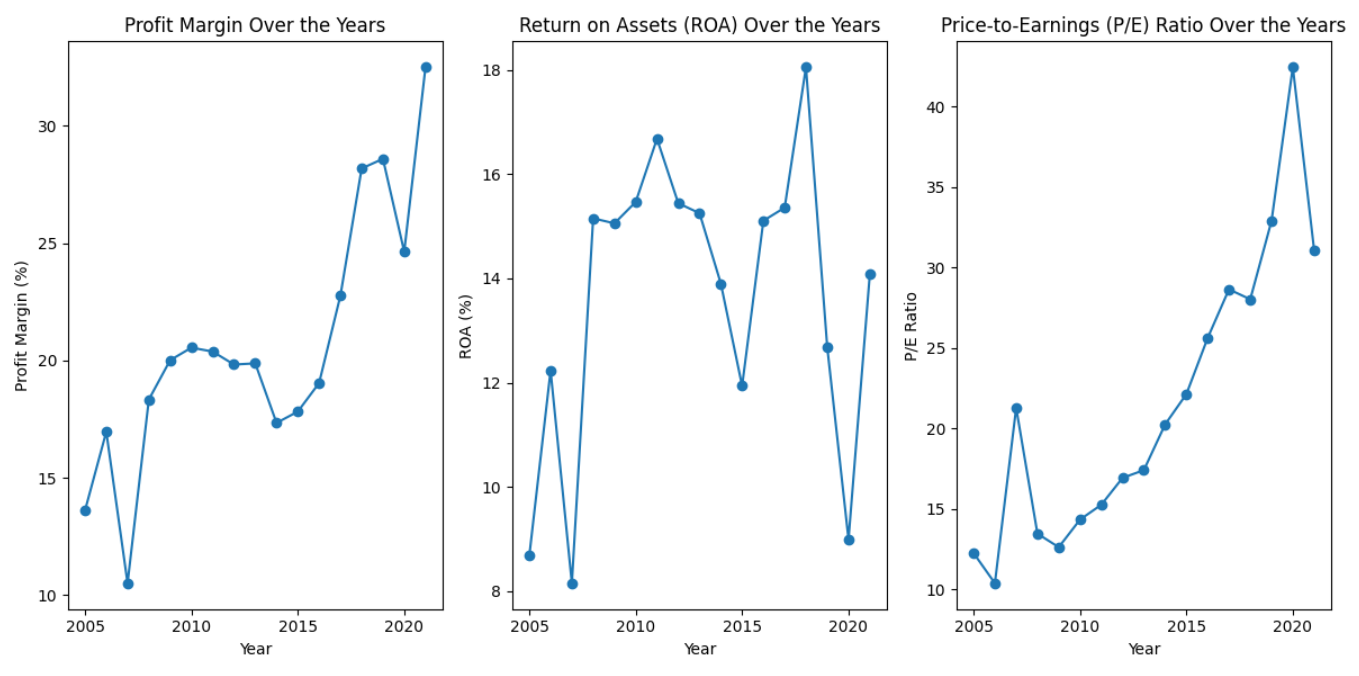 Profit Margin Over the Years
Profit Margin (%)
30
25
20
15
10
2005 2010 2015 2020
Year
Return on Assets (ROA) Over the Years
ROA (%)
18
16
14
12
10
8
2005 2010 2015 2020
Year
Price-to-Earnings (P/E) Ratio Over the Years
P/E Ratio
40
35
30
25
20
15
10
2005 2010 2015 2020
Year